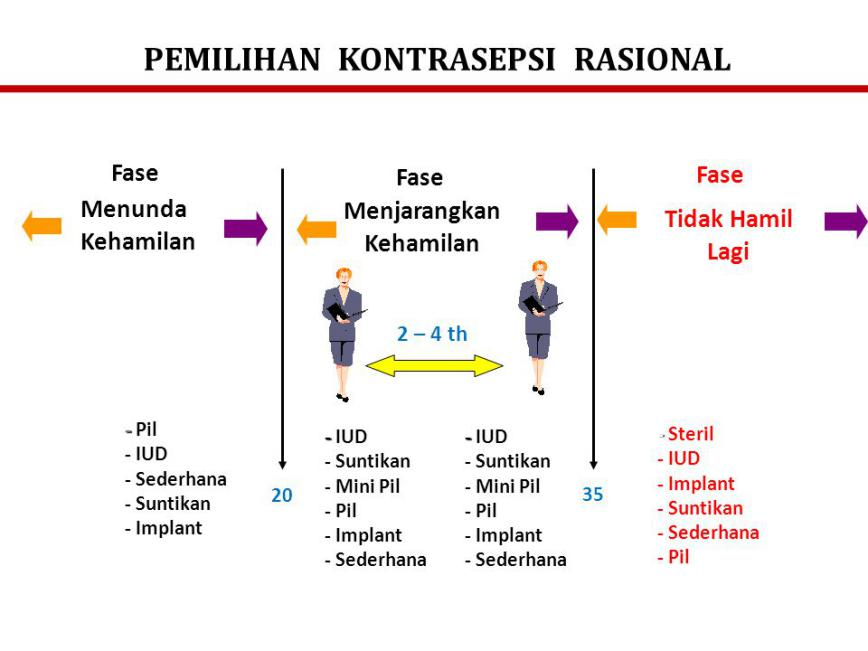 PEMILIHAN KONTRASEPSI RASIONAL
Fase
Menunda
Kehamilan
Fase
Menjarangkan
Kehamilan
Fase
Tidak Hamil
Lagi
2 – 4 th
- Pil
- IUD
- Sederhana
- Suntikan
- Implant
20
- IUD
- Suntikan
- Mini Pil
- Pil
- Implant
- Sederhana
- IUD
- Suntikan
- Mini Pil
- Pil
- Implant
- Sederhana
35
- Steril
- IUD
- Implant
- Suntikan
- Sederhana
- Pil